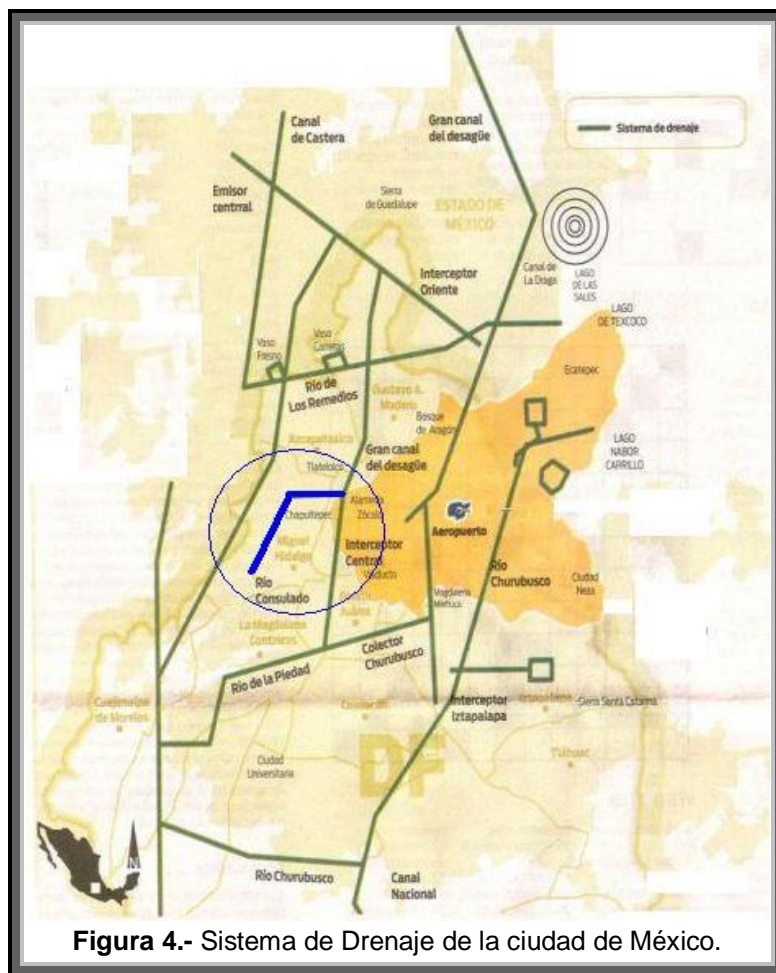 Canal
de Castera
Gran canal
del desagüe
Sistema de drenaje
Emisor
centrral
Sierra
de Guadalupe
ESTADO DE
MÉXICO
Interceptor
Oriente
Canal de
La Draga
LAGO
DE LAS
SALES
LAGO
DE TEXCOCO
Vaso
Fresno
Vaso
Carretas
Ecatepec
Río de
Los Remedios
Gustavo A.
Madero
Bosque
de Aragón
Azcapotzalco
Tlatelolco
Gran canal
del desagüe
LAGO
NABOR
CARRILLO
Chapultepec
Alameda
Zócalo
Aeropuerto
Miguel
Hidalgo
Interceptor
Central
Viaducto
Río
Consulado
Río
Churubusco
Ciudad
Neza
Magdalena
Mixhuca
Juárez
La Magdalena
Contreras
Colector
Churubusco
Río de la Piedad
Cuajimalpa
de Morelos
Coyoacán
Interceptor
Iztapalapa
Iztapalapa
Sierra Santa Catarina
DF
Tláhuac
Ciudad
Universitaria
N
Río Churubusco
Canal
Nacional
Figura 4.- Sistema de Drenaje de la ciudad de México.